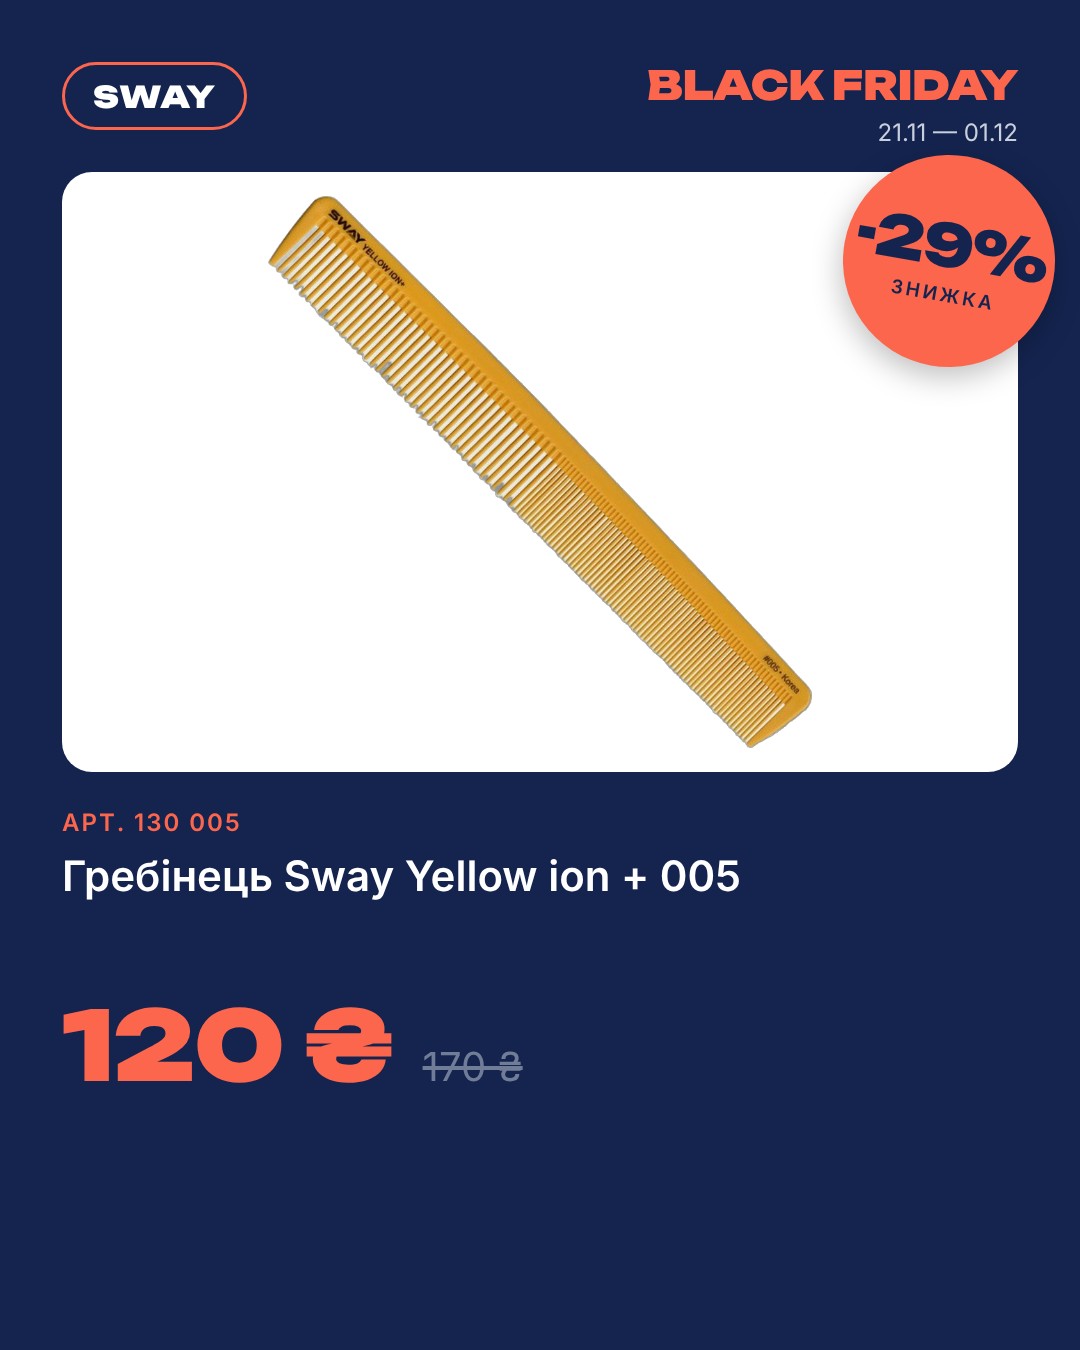 SWAY
BLACK FRIDAY
21.11 — 01.12
-29%
ЗНИЖКА
SWAY YELLOW ION+
#005+ Korea
АРТ. 130 005
Гребінець Sway Yellow ion + 005
120 ₴
170 ₴